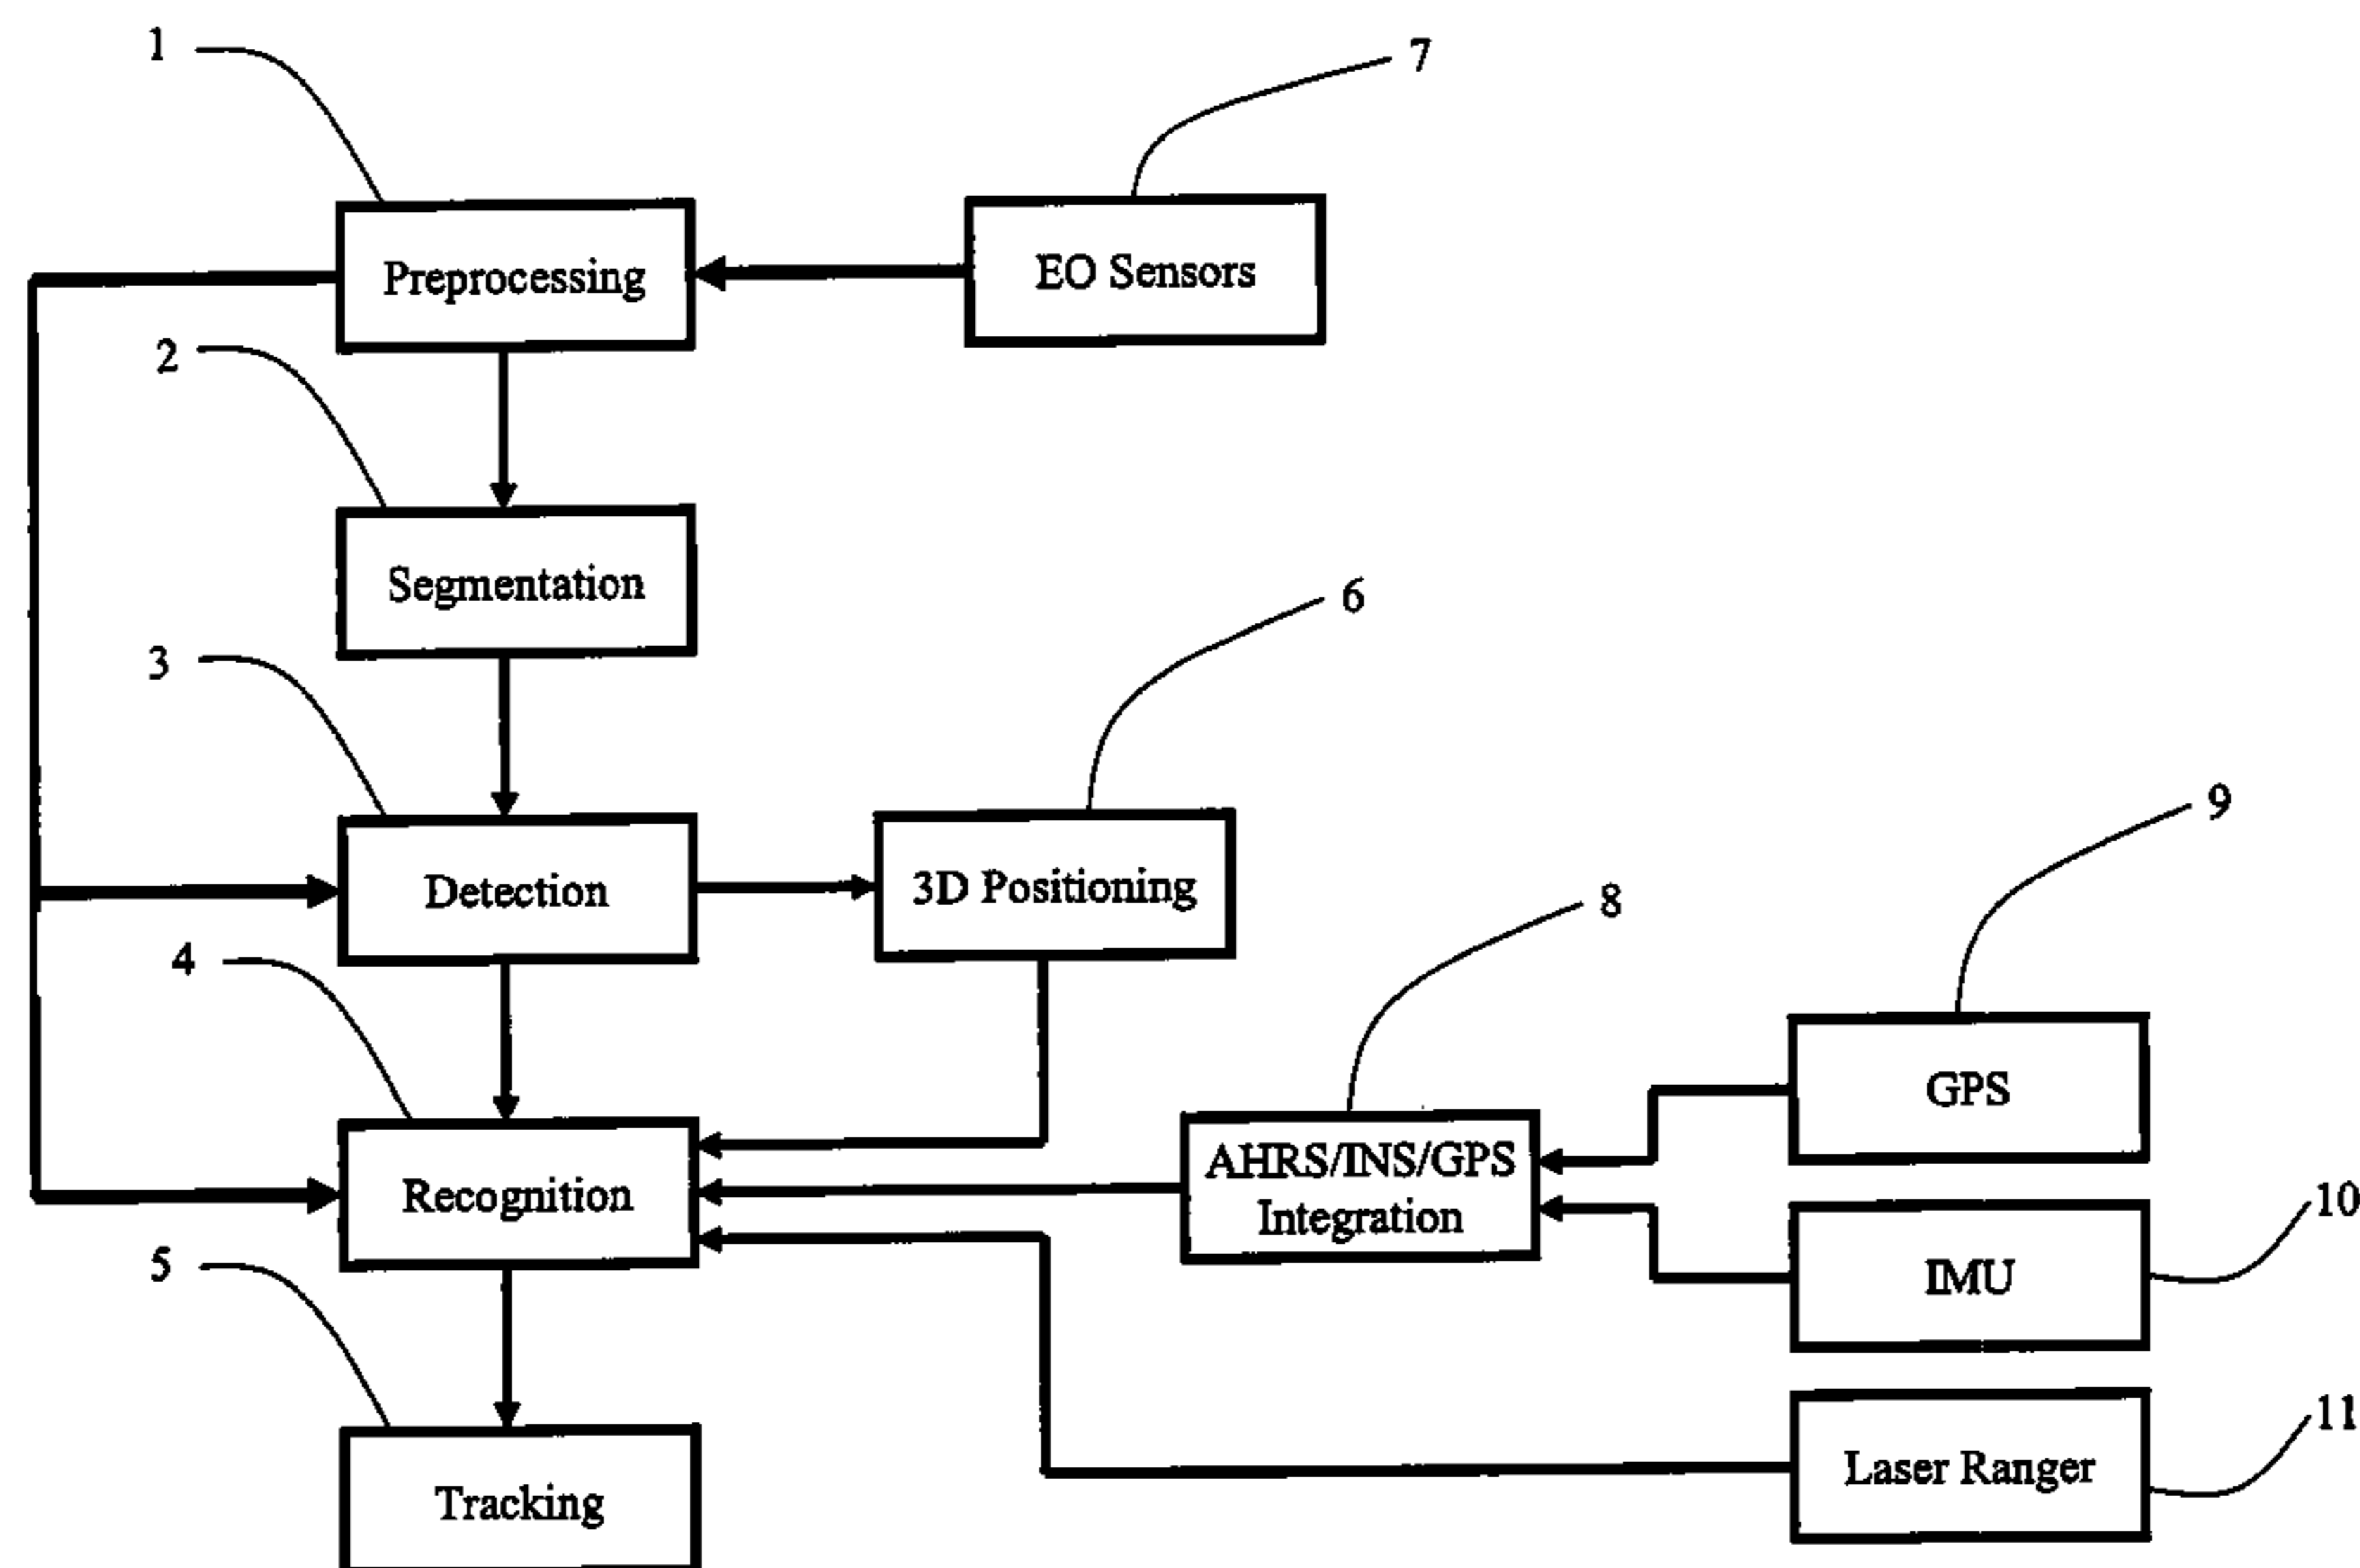 1
7
Preprocessing
EO Sensors
2
Segmentation
6
3
9
Detection
3D Positioning
8
4
GPS
AHRS/INS/GPS
Integration
Recognition
10
5
IMU
11
Laser Ranger
Tracking